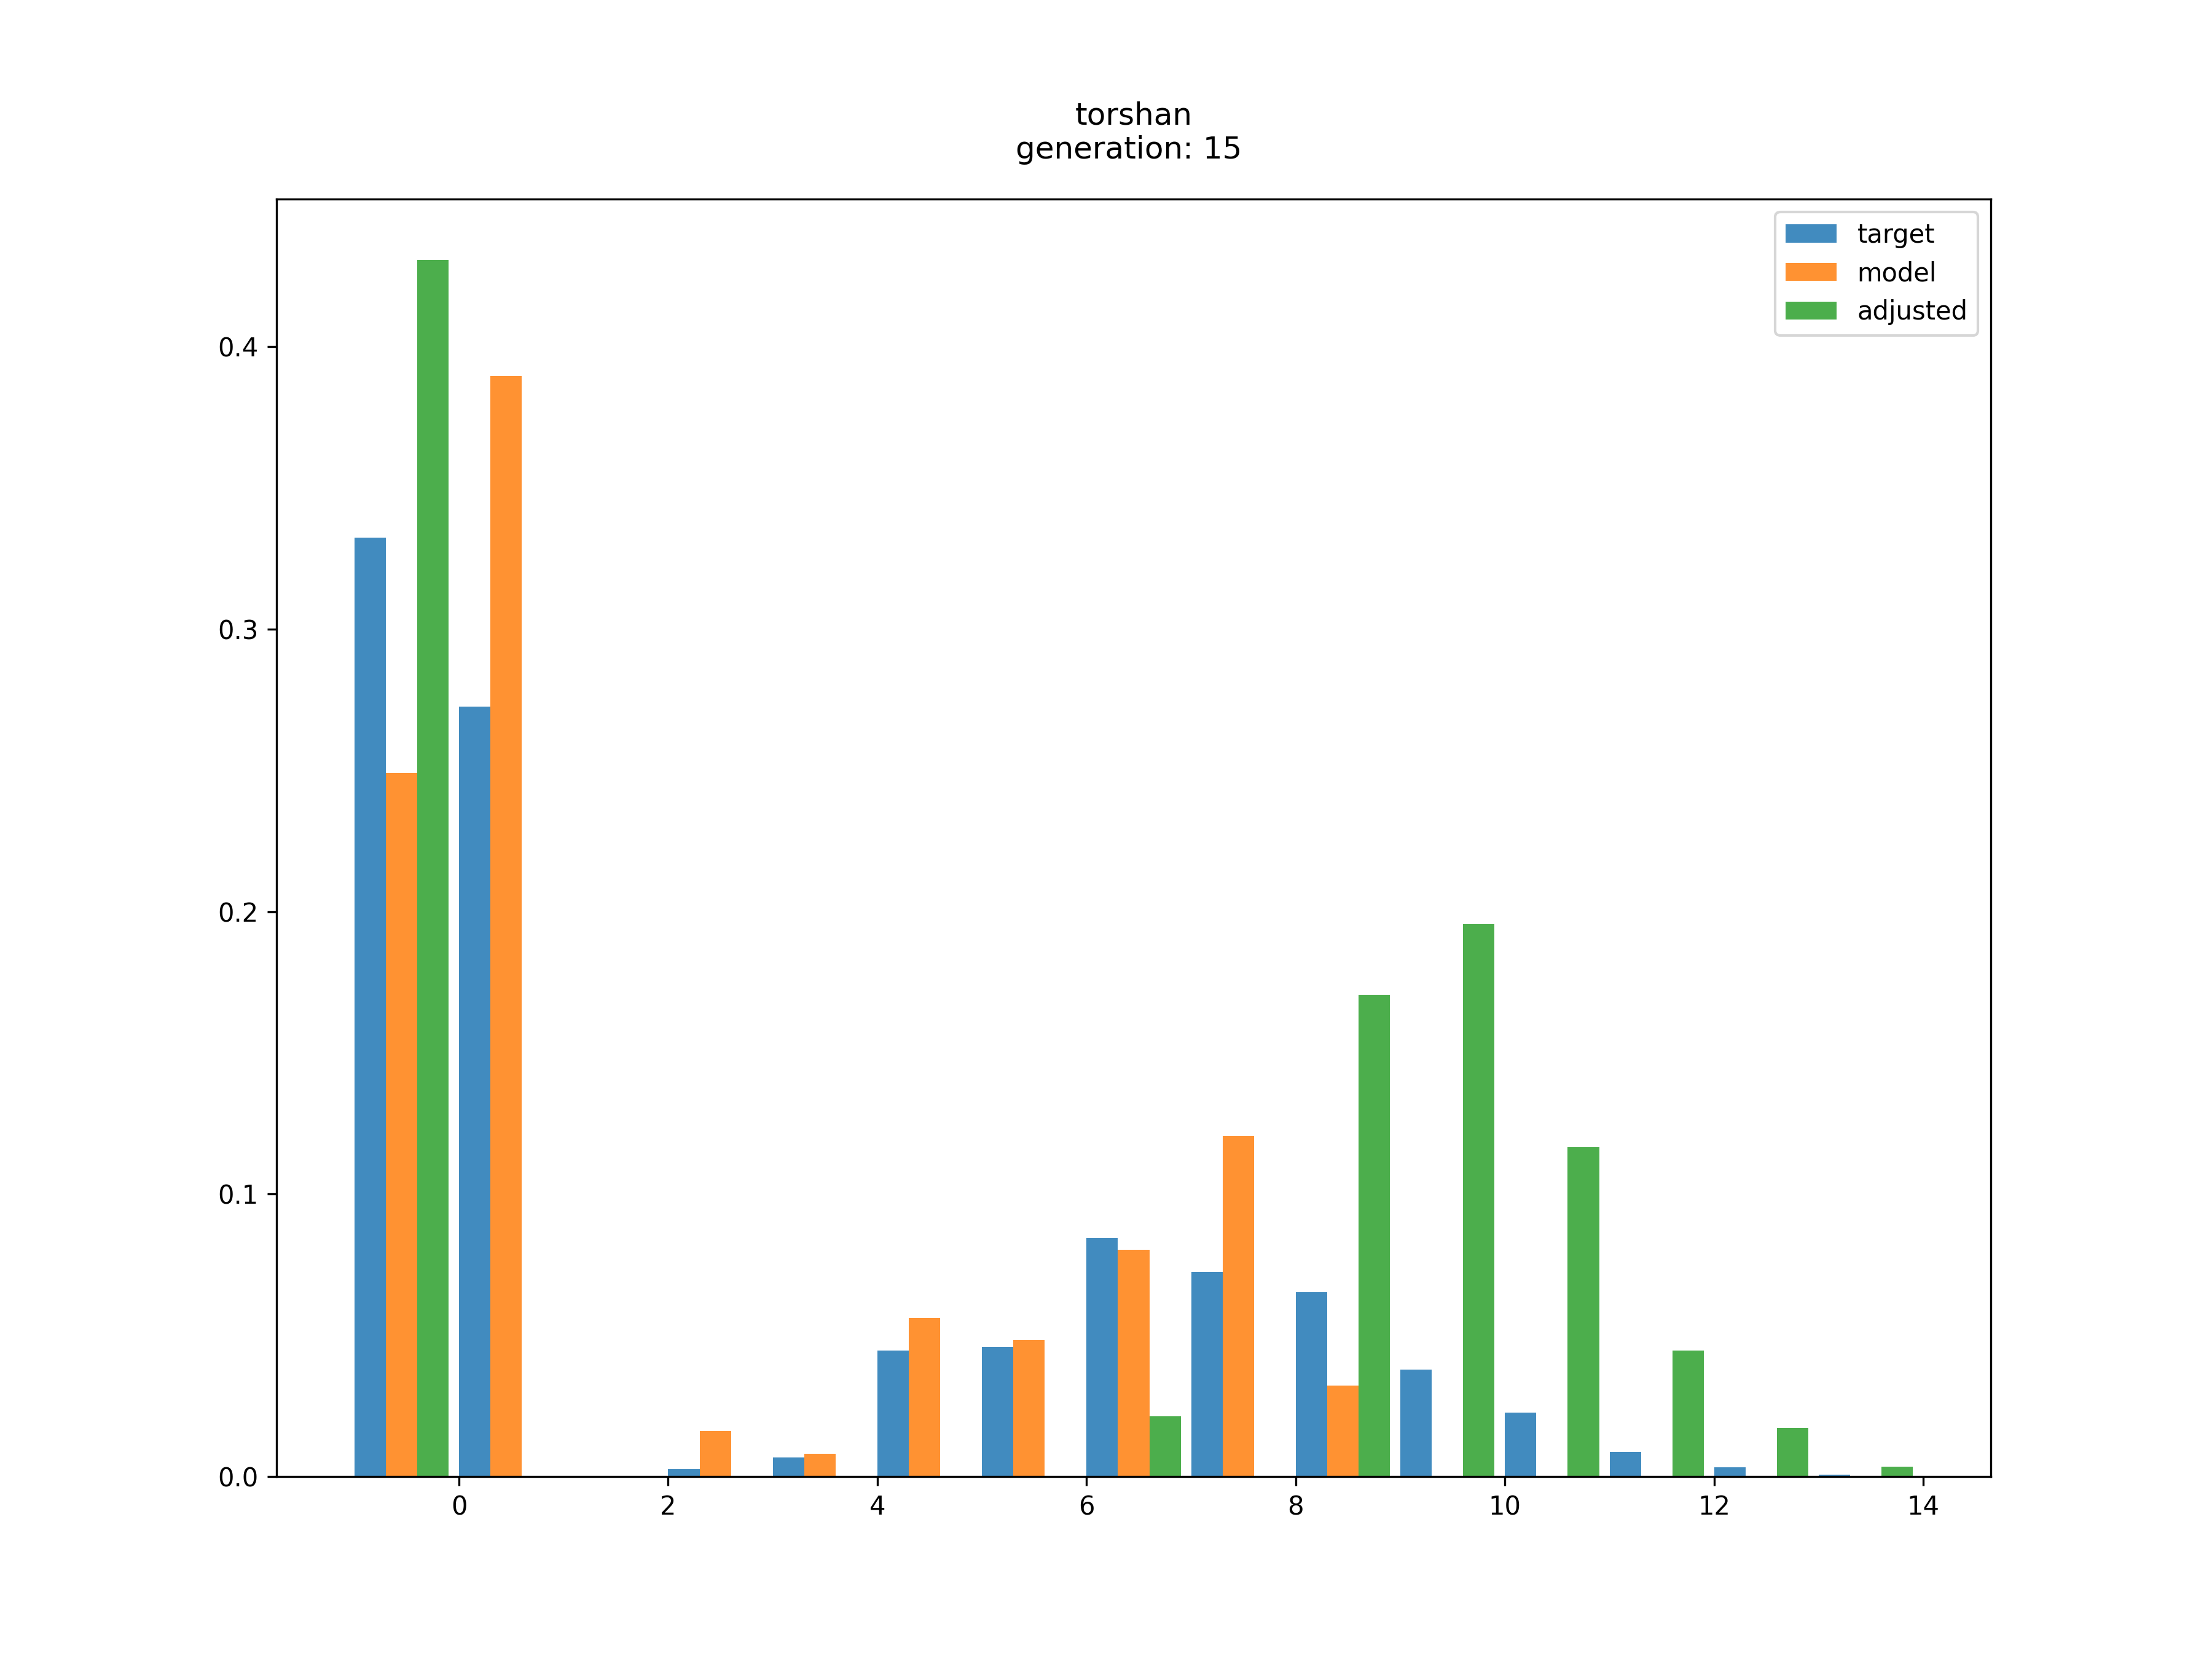 torshan
generation: 15
target
model
adjusted
0.4
0.3
0.2
0.1
0.0
0 2 4 6 8 10 12 14